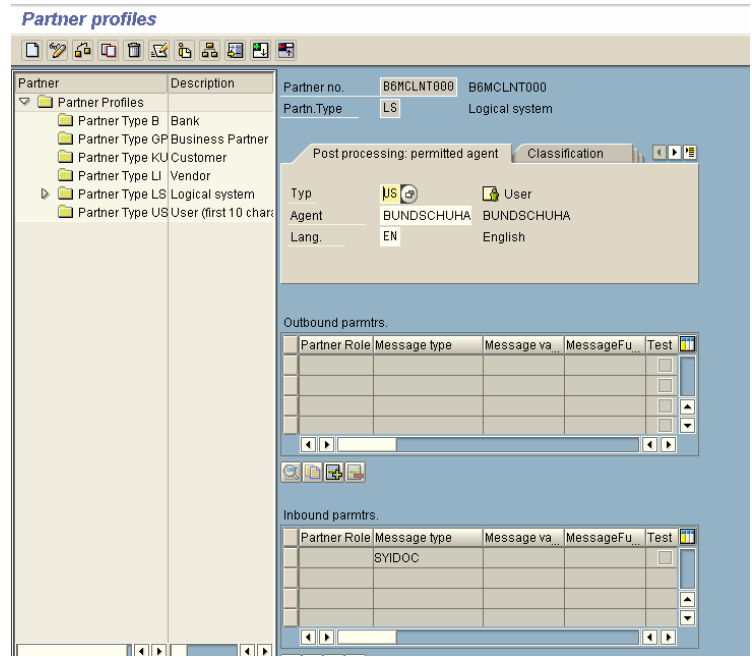 Partner profiles
Partner Description
Partner Profiles
Partner Type B Bank
Partner Type GP Business Partner
Partner Type KU Customer
Partner Type LI Vendor
Partner Type LS Logical system
Partner Type US User (first 10 chara
Partner no. B6MCLNT000 B6MCLNT000
Partn.Type LS Logical system
Post processing: permitted agent Classification
Typ US User
Agent BUNDSCHUHA BUNDSCHUHA
Lang. EN English
Outbound parmtrs.
Partner Role Message type Message va... MessageFu... Test
Inbound parmtrs.
Partner Role Message type Message va... MessageFu... Test
SYIDOC